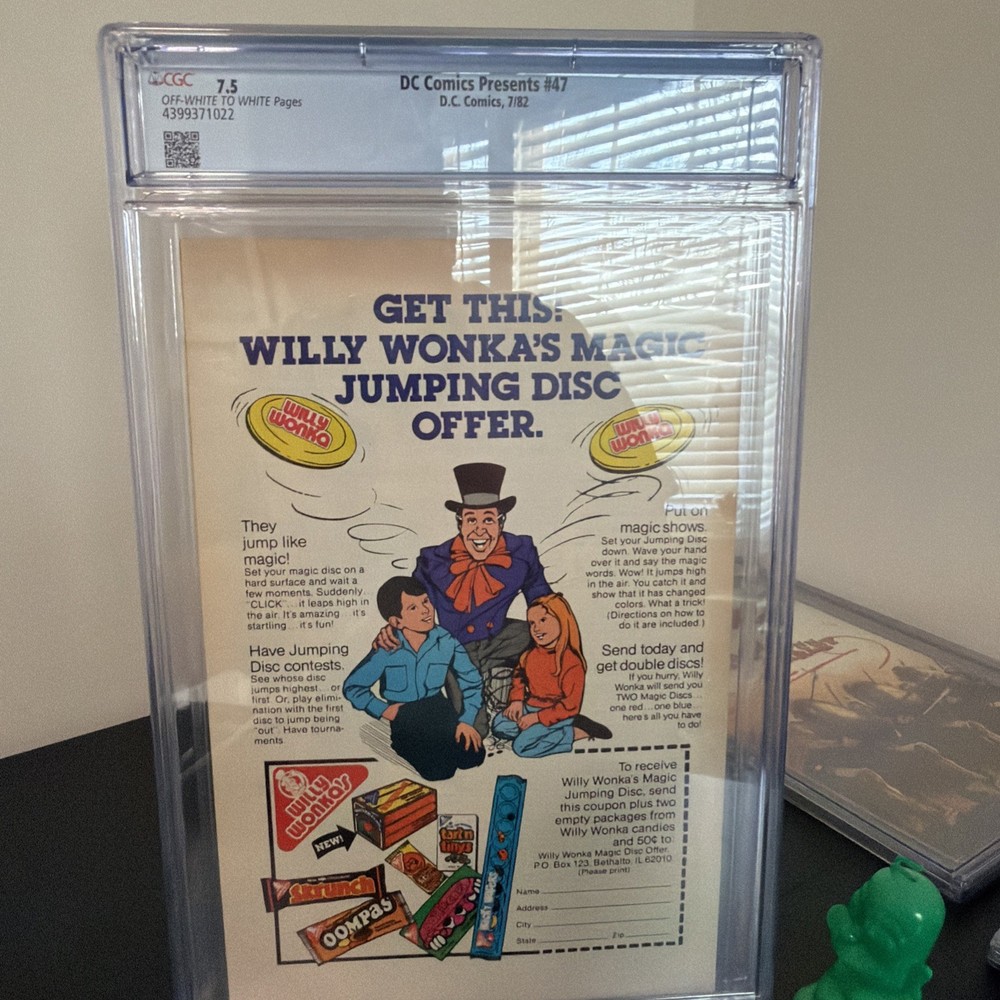 CGC 7.5
OFF-WHITE TO WHITE Pages
4399371022
DC Comics Presents #47
D.C. Comics, 7/82
GET THIS:
WILLY WONKA'S MAGIC
JUMPING DISC
OFFER.
WILLY
WONKA
WILLY
WONKA
They
jump like
magic!
Set your magic disc on a
hard surface and wait a
few moments. Suddenly...
"CLICK"...it leaps high in
the air. It's amazing...it's
startling...it's fun!
Have Jumping
Disc contests.
See whose disc
jumps highest...or
first. Or, play elimi-
nation with the first
disc to jump being
"out". Have tourna-
ments.
Put on
magic shows.
Set your Jumping Disc
down. Wave your hand
over it and say the magic
words. Wow! It jumps high
in the air. You catch it and
show that it has changed
colors. What a trick!
(Directions on how to
do it are included.)
Send today and
get double discs!
If you hurry, Willy
Wonka will send you
TWO Magic Discs...
one red...one blue...
here's all you have
to do!
WILLY
WONKA'S
NEW!
tart n
tinys
SKRUNCH
OOMPAS
To receive
Willy Wonka's Magic
Jumping Disc, send
this coupon plus two
empty packages from
Willy Wonka candies
and 50¢ to:
Willy Wonka Magic Disc Offer,
P.O. Box 123, Bethalto, IL 62010
(Please print)
Name
Address
City
State Zip